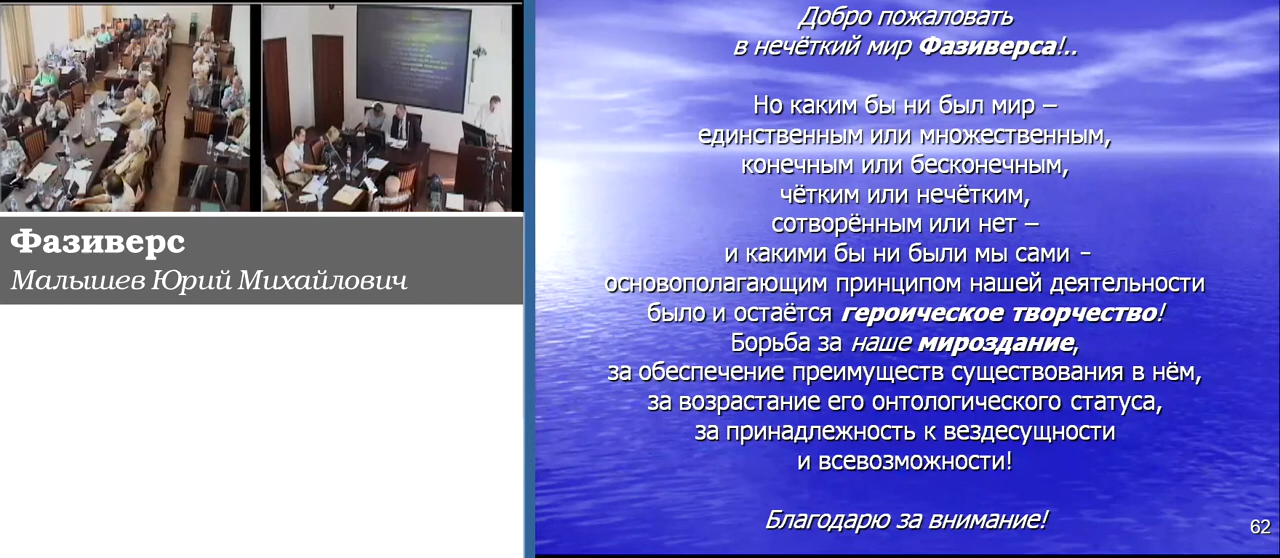 Фазиверс
Малышев Юрий Михайлович
Добро пожаловать
в нечёткий мир Фазиверса!..
Но каким бы ни был мир –
единственным или множественным,
конечным или бесконечным,
чётким или нечётким,
сотворённым или нет –
и какими бы ни были мы сами -
основополагающим принципом нашей деятельности
было и остаётся героическое творчество!
Борьба за наше мироздание,
за обеспечение преимуществ существования в нём,
за возрастание его онтологического статуса,
за принадлежность к вездесущности
и всевозможности!
Благодарю за внимание!
62